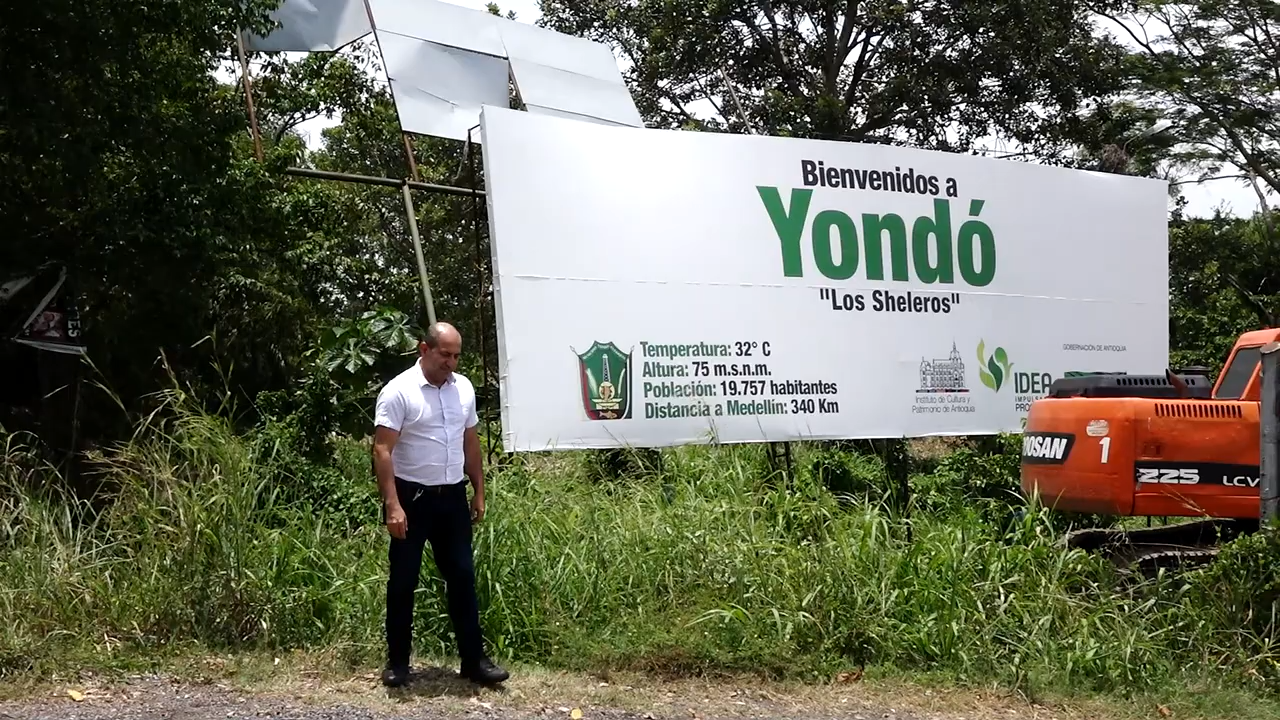 Bienvenidos a
Yondó
"Los Sheleros"
Temperatura: 32° C
Altura: 75 m.s.n.m.
Población: 19.757 habitantes
Distancia a Medellín: 340 Km
Instituto de Cultura y
Patrimonio de Antioquia
IDEA
GOBERNACIÓN DE ANTIOQUIA
OOSAN
1
225
LCV